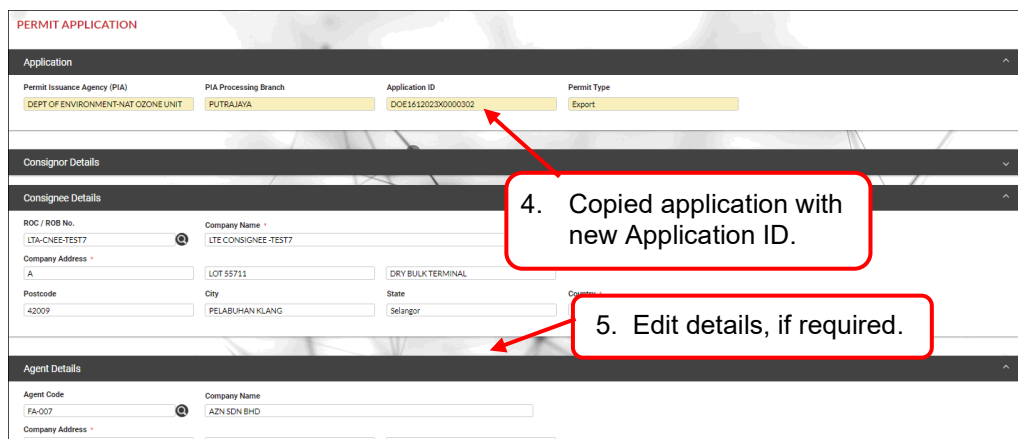 PERMIT APPLICATION
Application
Permit Issuance Agency (PIA) PIA Processing Branch Application ID Permit Type
DEPT OF ENVIRONMENT-NAT OZONE UNIT PUTRAJAYA DOE1612023X0000302 Export
Consignor Details
Consignee Details
4. Copied application with
new Application ID.
ROC / ROB No. Company Name *
LTA-CNEE-TEST7 LTE CONSIGNEE -TEST7
Company Address *
A LOT 55711 DRY BULK TERMINAL
Postcode City State Country *
42009 PELABUHAN KLANG Selangor
5. Edit details, if required.
Agent Details
Agent Code Company Name
FA-007 AZN SDN BHD
Company Address *